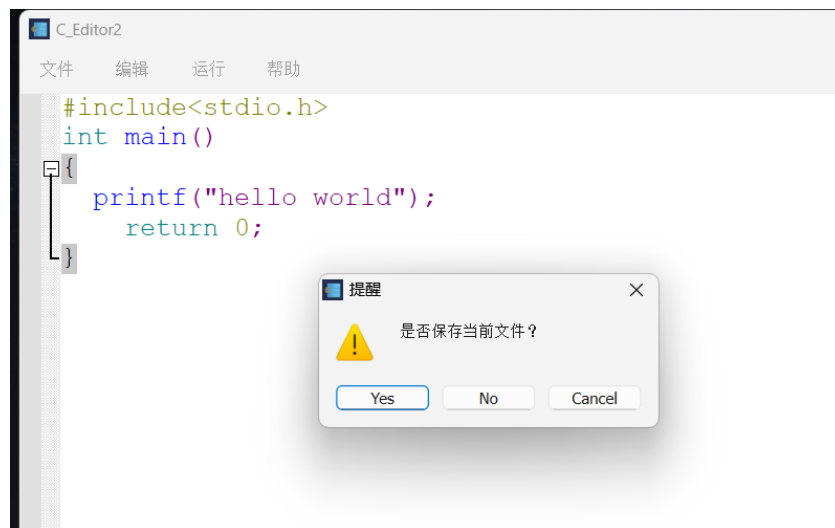 C_Editor2
文件 编辑 运行 帮助
#include<stdio.h>
int main()
{
printf("hello world");
return 0;
}
提醒
是否保存当前文件？
Yes No Cancel